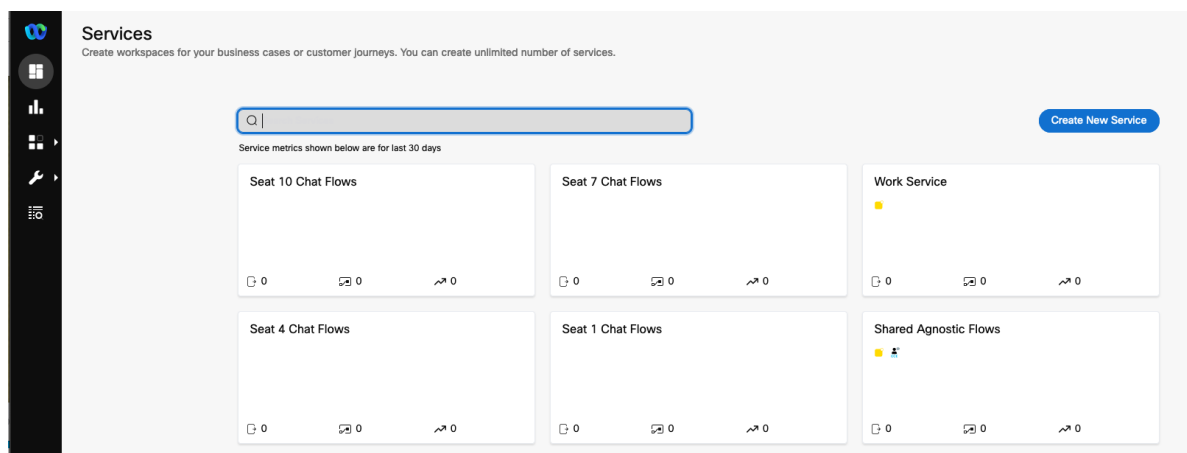 Services
Create workspaces for your business cases or customer journeys. You can create unlimited number of services.
Create New Service
Service metrics shown below are for last 30 days
Seat 10 Chat Flows
Seat 7 Chat Flows
Work Service
0 0 0
0 0 0
0 0 0
Seat 4 Chat Flows
Seat 1 Chat Flows
Shared Agnostic Flows
0 0 0
0 0 0
0 0 0